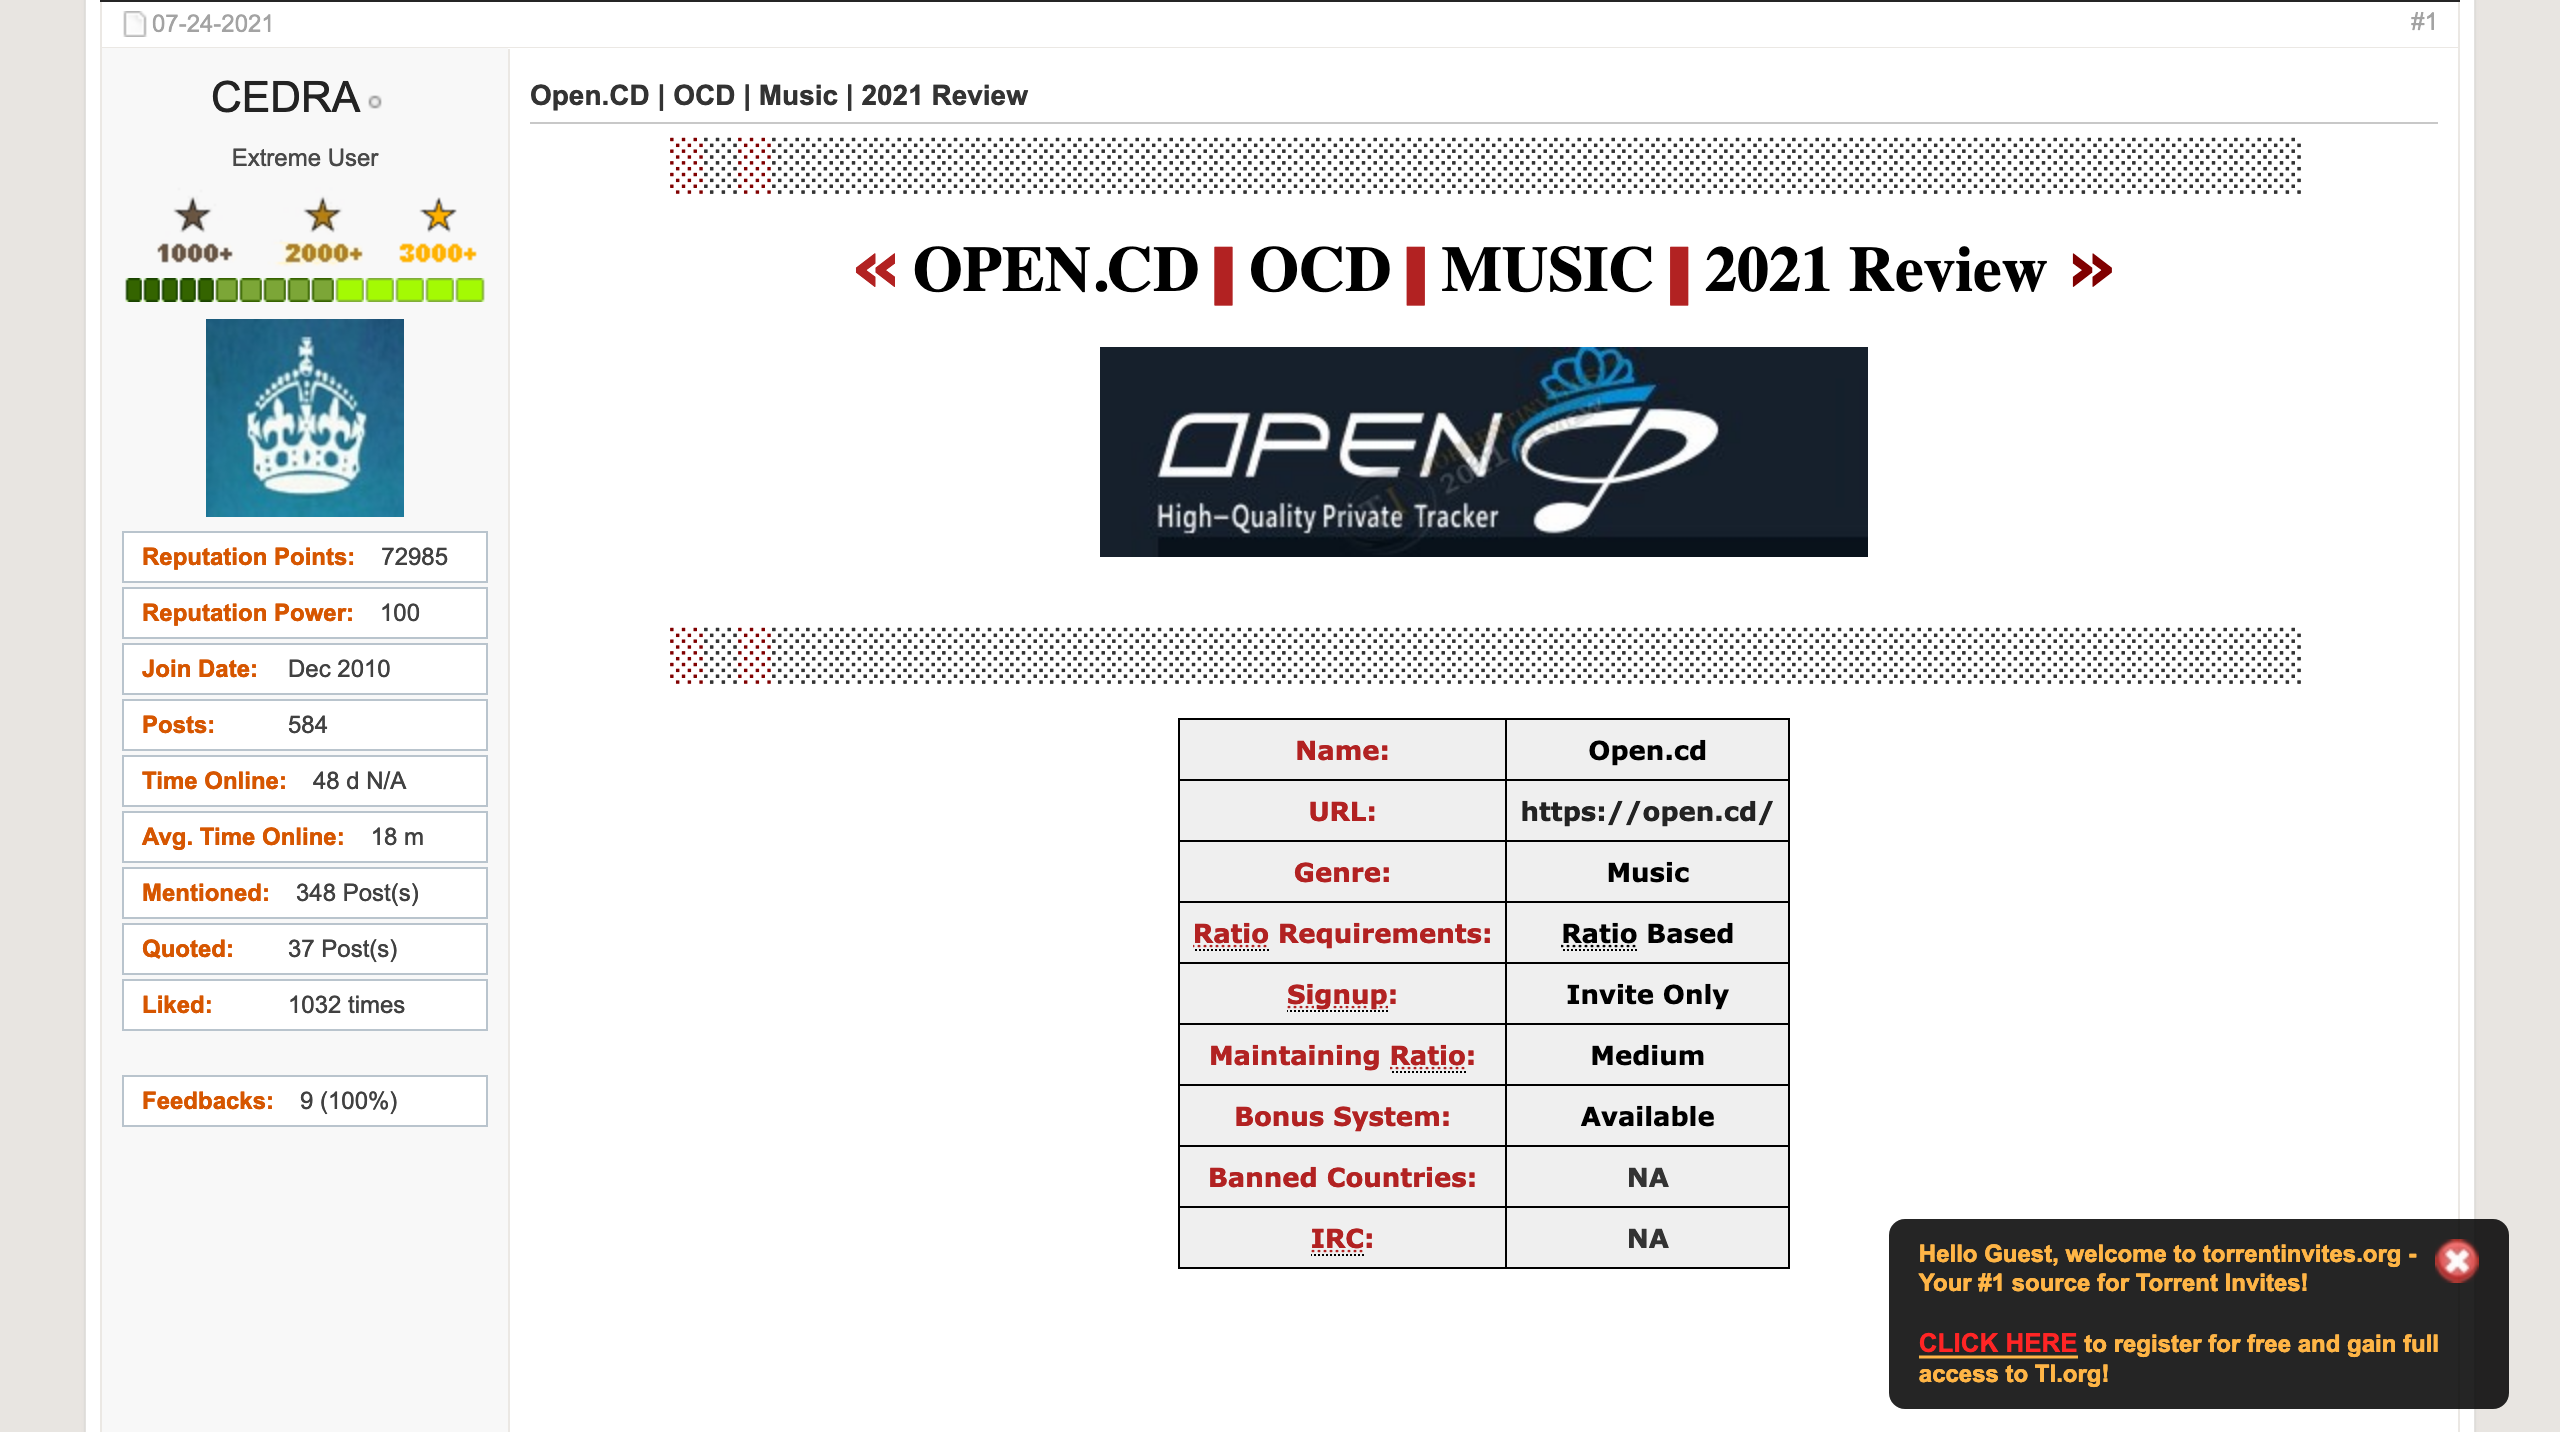 07-24-2021
#1
CEDRA
Extreme User
1000+ 2000+ 3000+
Reputation Points: 72985
Reputation Power: 100
Join Date: Dec 2010
Posts: 584
Time Online: 48 d N/A
Avg. Time Online: 18 m
Mentioned: 348 Post(s)
Quoted: 37 Post(s)
Liked: 1032 times
Feedbacks: 9 (100%)
Open.CD | OCD | Music | 2021 Review
« OPEN.CD❚OCD❚MUSIC❚2021 Review »
OPEN
High-Quality Private Tracker
Name: Open.cd
URL: https://open.cd/
Genre: Music
Ratio Requirements: Ratio Based
Signup: Invite Only
Maintaining Ratio: Medium
Bonus System: Available
Banned Countries: NA
IRC: NA
Hello Guest, welcome to torrentinvites.org -
Your #1 source for Torrent Invites!
CLICK HERE to register for free and gain full
access to TI.org!